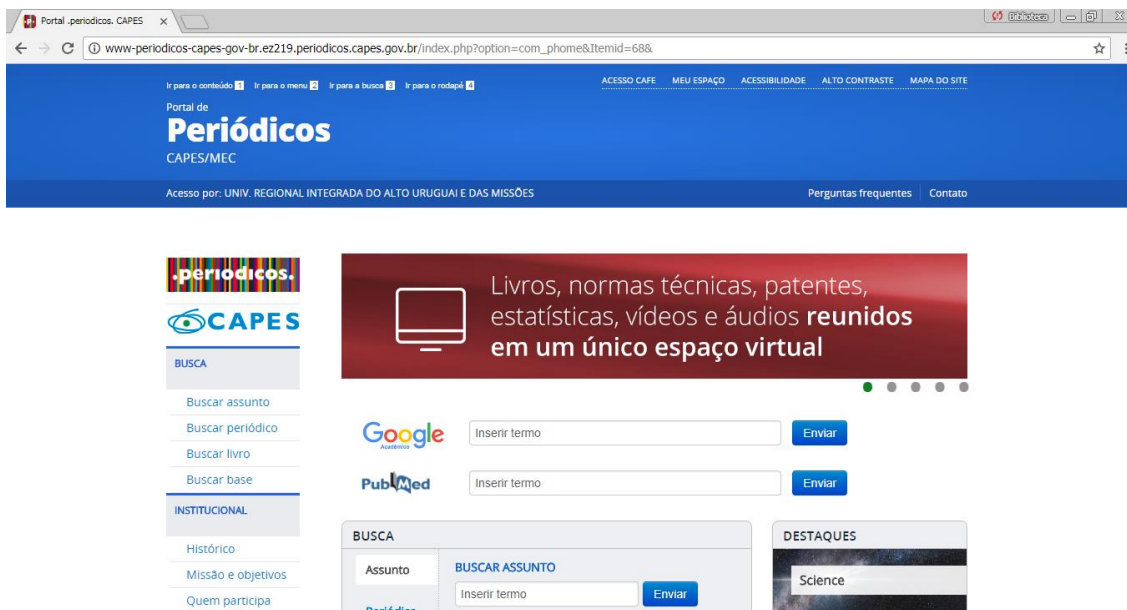 Portal .periodicos. CAPES
Biblioteca
www-periodicos-capes-gov-br.ez219.periodicos.capes.gov.br/index.php?option=com_phome&Itemid=68&
Ir para o conteúdo 1 Ir para o menu 2 Ir para a busca 3 Ir para o rodapé 4
ACESSO CAFE MEU ESPAÇO ACESSIBILIDADE ALTO CONTRASTE MAPA DO SITE
Portal de
Periódicos
CAPES/MEC
Acesso por: UNIV. REGIONAL INTEGRADA DO ALTO URUGUAI E DAS MISSÕES
Perguntas frequentes Contato
.periodicos.
CAPES
BUSCA
Buscar assunto
Buscar periódico
Buscar livro
Buscar base
INSTITUCIONAL
Histórico
Missão e objetivos
Quem participa
Livros, normas técnicas, patentes,
estatísticas, vídeos e áudios reunidos
em um único espaço virtual
Google Acadêmico Inserir termo Enviar
PubMed Inserir termo Enviar
BUSCA
Assunto
Periódico
BUSCAR ASSUNTO
Inserir termo Enviar
DESTAQUES
Science